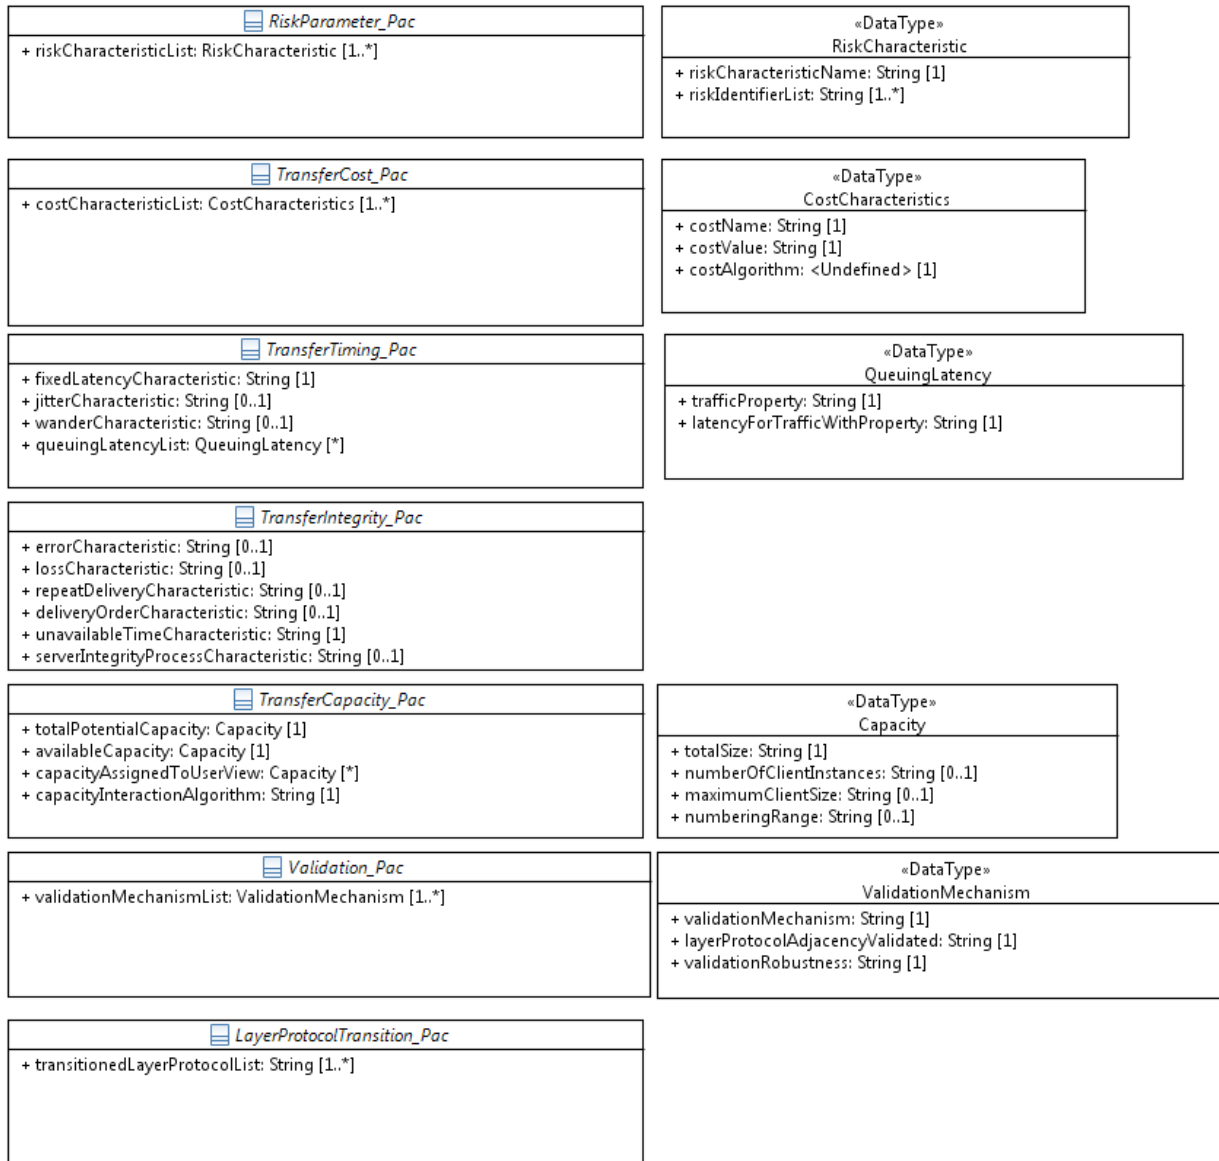 RiskParameter_Pac
+ riskCharacteristicList: RiskCharacteristic [1..*]
«DataType»
RiskCharacteristic
+ riskCharacteristicName: String [1]
+ riskIdentifierList: String [1..*]
TransferCost_Pac
+ costCharacteristicList: CostCharacteristics [1..*]
«DataType»
CostCharacteristics
+ costName: String [1]
+ costValue: String [1]
+ costAlgorithm: <Undefined> [1]
TransferTiming_Pac
+ fixedLatencyCharacteristic: String [1]
+ jitterCharacteristic: String [0..1]
+ wanderCharacteristic: String [0..1]
+ queuingLatencyList: QueuingLatency [*]
«DataType»
QueuingLatency
+ trafficProperty: String [1]
+ latencyForTrafficWithProperty: String [1]
TransferIntegrity_Pac
+ errorCharacteristic: String [0..1]
+ lossCharacteristic: String [0..1]
+ repeatDeliveryCharacteristic: String [0..1]
+ deliveryOrderCharacteristic: String [0..1]
+ unavailableTimeCharacteristic: String [1]
+ serverIntegrityProcessCharacteristic: String [0..1]
TransferCapacity_Pac
+ totalPotentialCapacity: Capacity [1]
+ availableCapacity: Capacity [1]
+ capacityAssignedToUserView: Capacity [*]
+ capacityInteractionAlgorithm: String [1]
«DataType»
Capacity
+ totalSize: String [1]
+ numberOfClientInstances: String [0..1]
+ maximumClientSize: String [0..1]
+ numberingRange: String [0..1]
Validation_Pac
+ validationMechanismList: ValidationMechanism [1..*]
«DataType»
ValidationMechanism
+ validationMechanism: String [1]
+ layerProtocolAdjacencyValidated: String [1]
+ validationRobustness: String [1]
LayerProtocolTransition_Pac
+ transitionedLayerProtocolList: String [1..*]